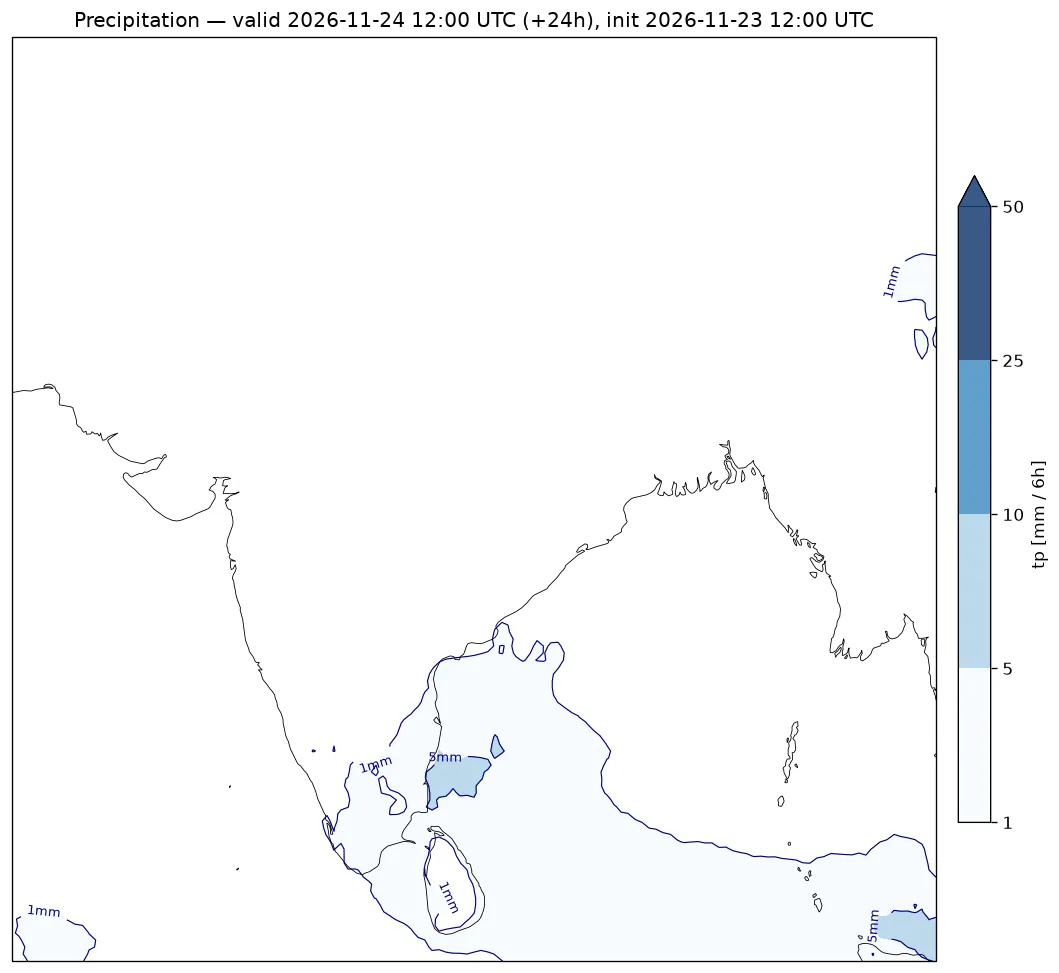 Precipitation — valid 2026-11-24 12:00 UTC (+24h), init 2026-11-23 12:00 UTC
50
1mm
25
tp [mm / 6h]
10
5
5mm
1mm
1
1mm
1mm
5mm